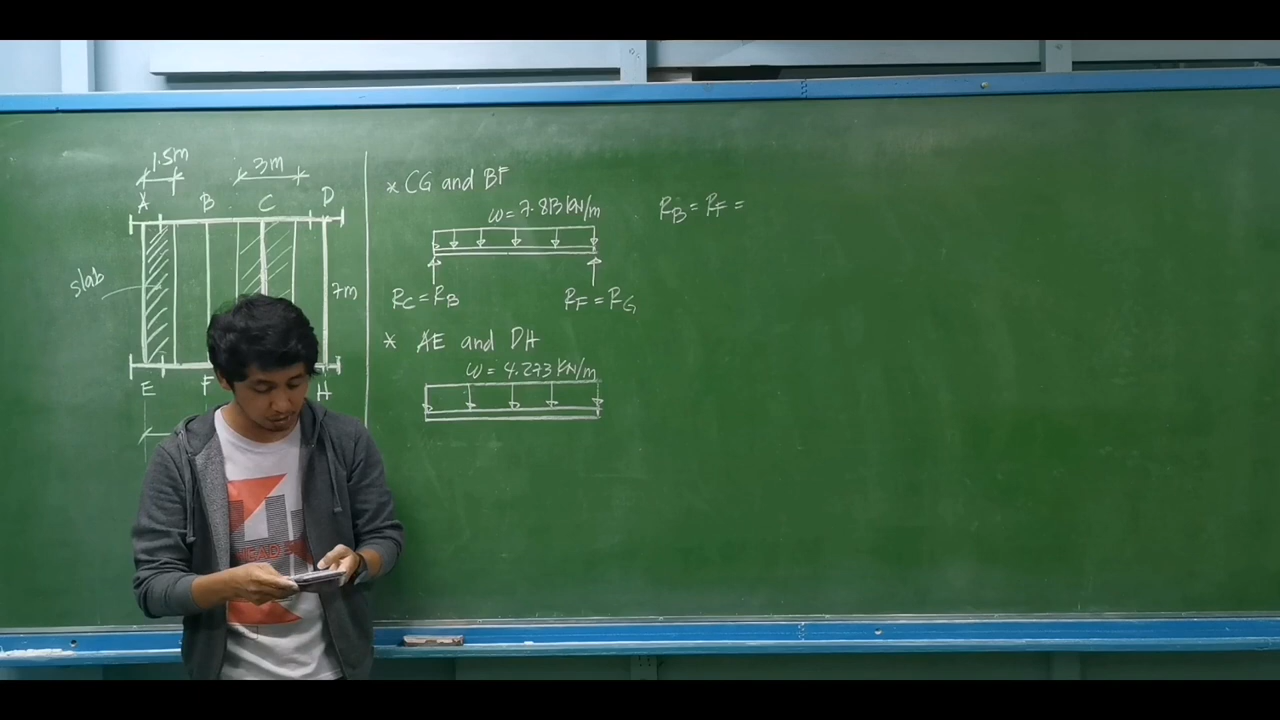 1.5m
3m
A B C D
slab
7m
E F H
* CG and BF
w = 7.813 KN/m
R_C = R_B R_F = R_G
* AE and DH
w = 4.273 KN/m
R_B = R_F =